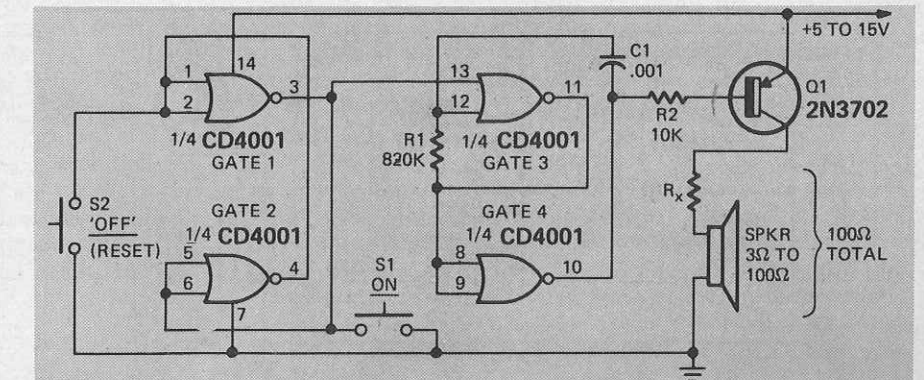 +5 TO 15V
14
1
2
3
1/4 CD4001
GATE 1
13
12
11
1/4 CD4001
GATE 3
C1
.001
R1
820K
R2
10K
Q1
2N3702
S2
'OFF'
(RESET)
GATE 2
1/4 CD4001
5
6
4
7
S1
ON
GATE 4
1/4 CD4001
8
9
10
Rx
SPKR
3Ω TO
100Ω
100Ω
TOTAL